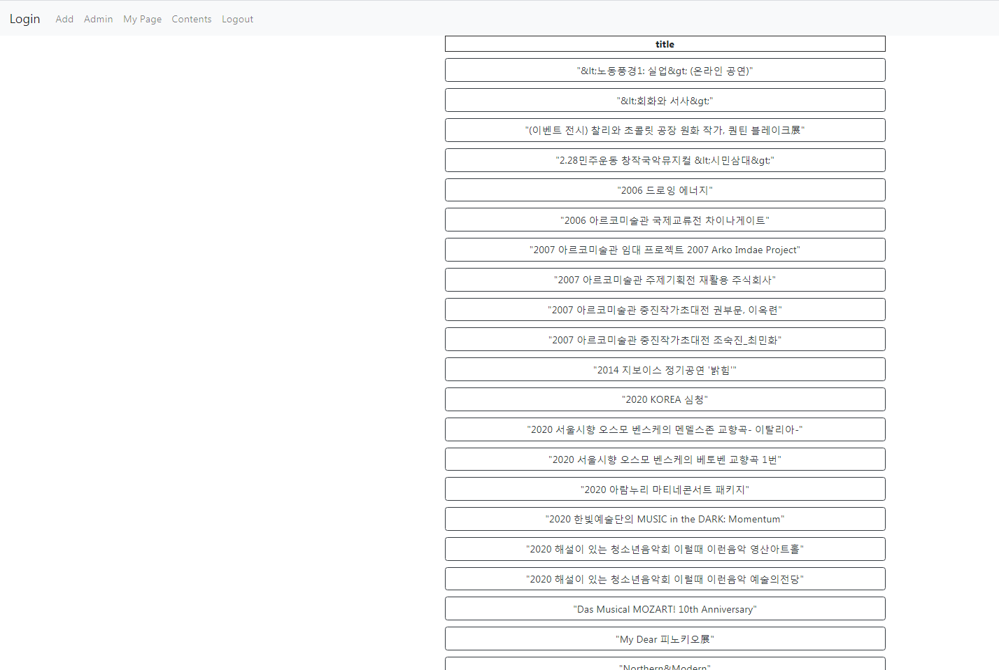 Login Add Admin My Page Contents Logout
title
"&lt;노동풍경1: 실업&gt; (온라인 공연)"
"&lt;회화와 서사&gt;"
"(이벤트 전시) 찰리와 초콜릿 공장 원화 작가, 퀀틴 블레이크展"
"2.28민주운동 창작국악뮤지컬 &lt;시민삼대&gt;"
"2006 드로잉 에너지"
"2006 아르코미술관 국제교류전 차이나게이트"
"2007 아르코미술관 임대 프로젝트 2007 Arko Imdae Project"
"2007 아르코미술관 주제기획전 재활용 주식회사"
"2007 아르코미술관 중진작가초대전 권부문, 이옥련"
"2007 아르코미술관 중진작가초대전 조숙진_최민화"
"2014 지보이스 정기공연 '밝힘'"
"2020 KOREA 심청"
"2020 서울시향 오스모 벤스케의 멘델스존 교향곡- 이탈리아-"
"2020 서울시향 오스모 벤스케의 베토벤 교향곡 1번"
"2020 아람누리 마티네콘서트 패키지"
"2020 한빛예술단의 MUSIC in the DARK: Momentum"
"2020 해설이 있는 청소년음악회 이럴때 이런음악 영산아트홀"
"2020 해설이 있는 청소년음악회 이럴때 이런음악 예술의전당"
"Das Musical MOZART! 10th Anniversary"
"My Dear 피노키오展"
"Northern&Modern"